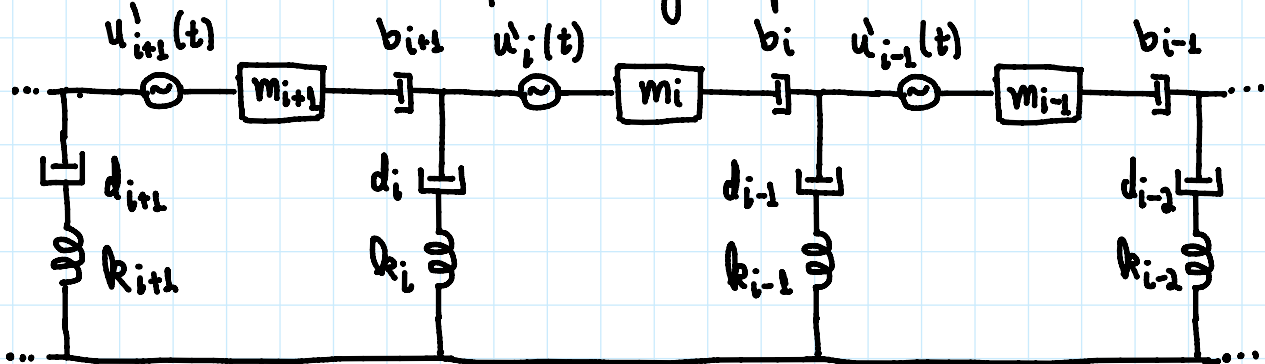 u'ᵢ₊₁(t) bᵢ₊₁ u'ᵢ(t) bᵢ u'ᵢ₋₁(t) bᵢ₋₁
... mᵢ₊₁ mᵢ mᵢ₋₁ ...
dᵢ₊₁ dᵢ dᵢ₋₁ dᵢ₋₂
kᵢ₊₁ kᵢ kᵢ₋₁ kᵢ₋₂
... ...